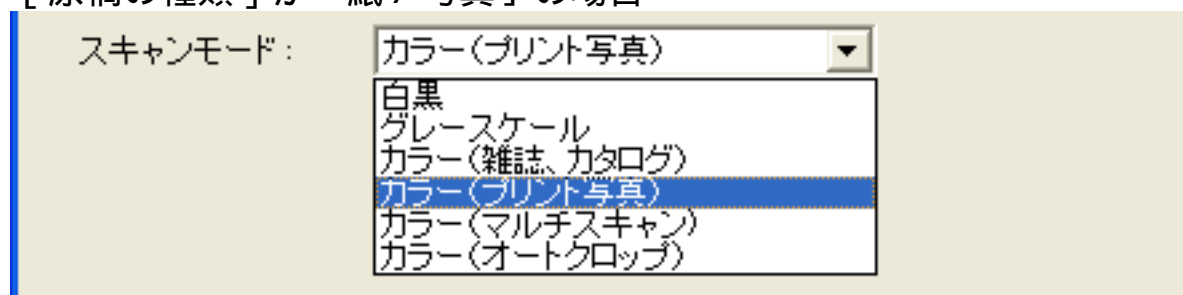 スキャンモード： カラー(プリント写真)
白黒
グレースケール
カラー(雑誌、カタログ)
カラー(プリント写真)
カラー(マルチスキャン)
カラー(オートクロップ)